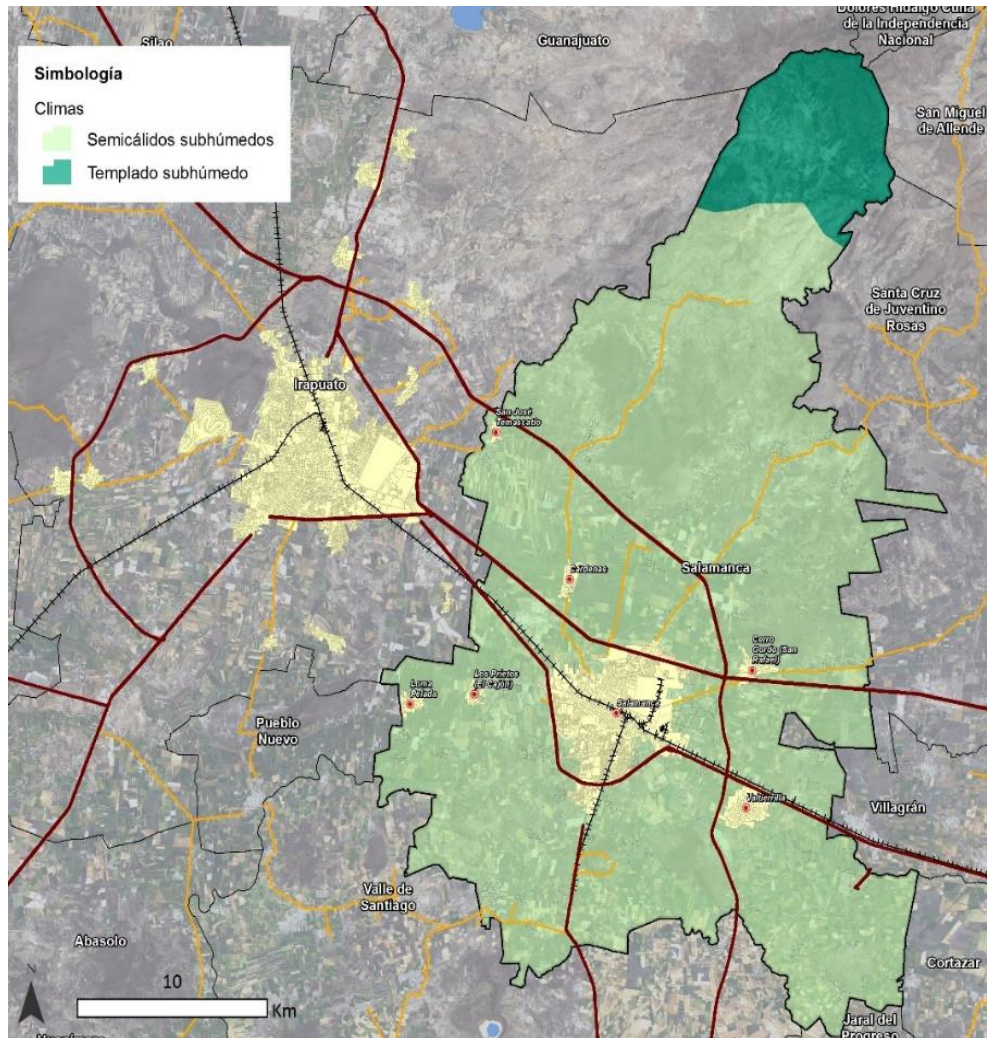 Dolores Hidalgo Cuna
de la Independencia
Nacional
Silao
Guanajuato
Simbología
Climas
Semicálidos subhúmedos
Templado subhúmedo
San Miguel
de Allende
Santa Cruz
de Juventino
Rosas
Irapuato
San José
Temascatío
Cárdenas
Salamanca
Cerro
Gordo (San
Rafael)
Los Prietos
(El Cajón)
Loma
Pelada
Salamanca
Pueblo
Nuevo
Valtierrilla
Villagrán
Valle de
Santiago
Abasolo
Cortazar
N
10
Km
Jaral del
Progreso